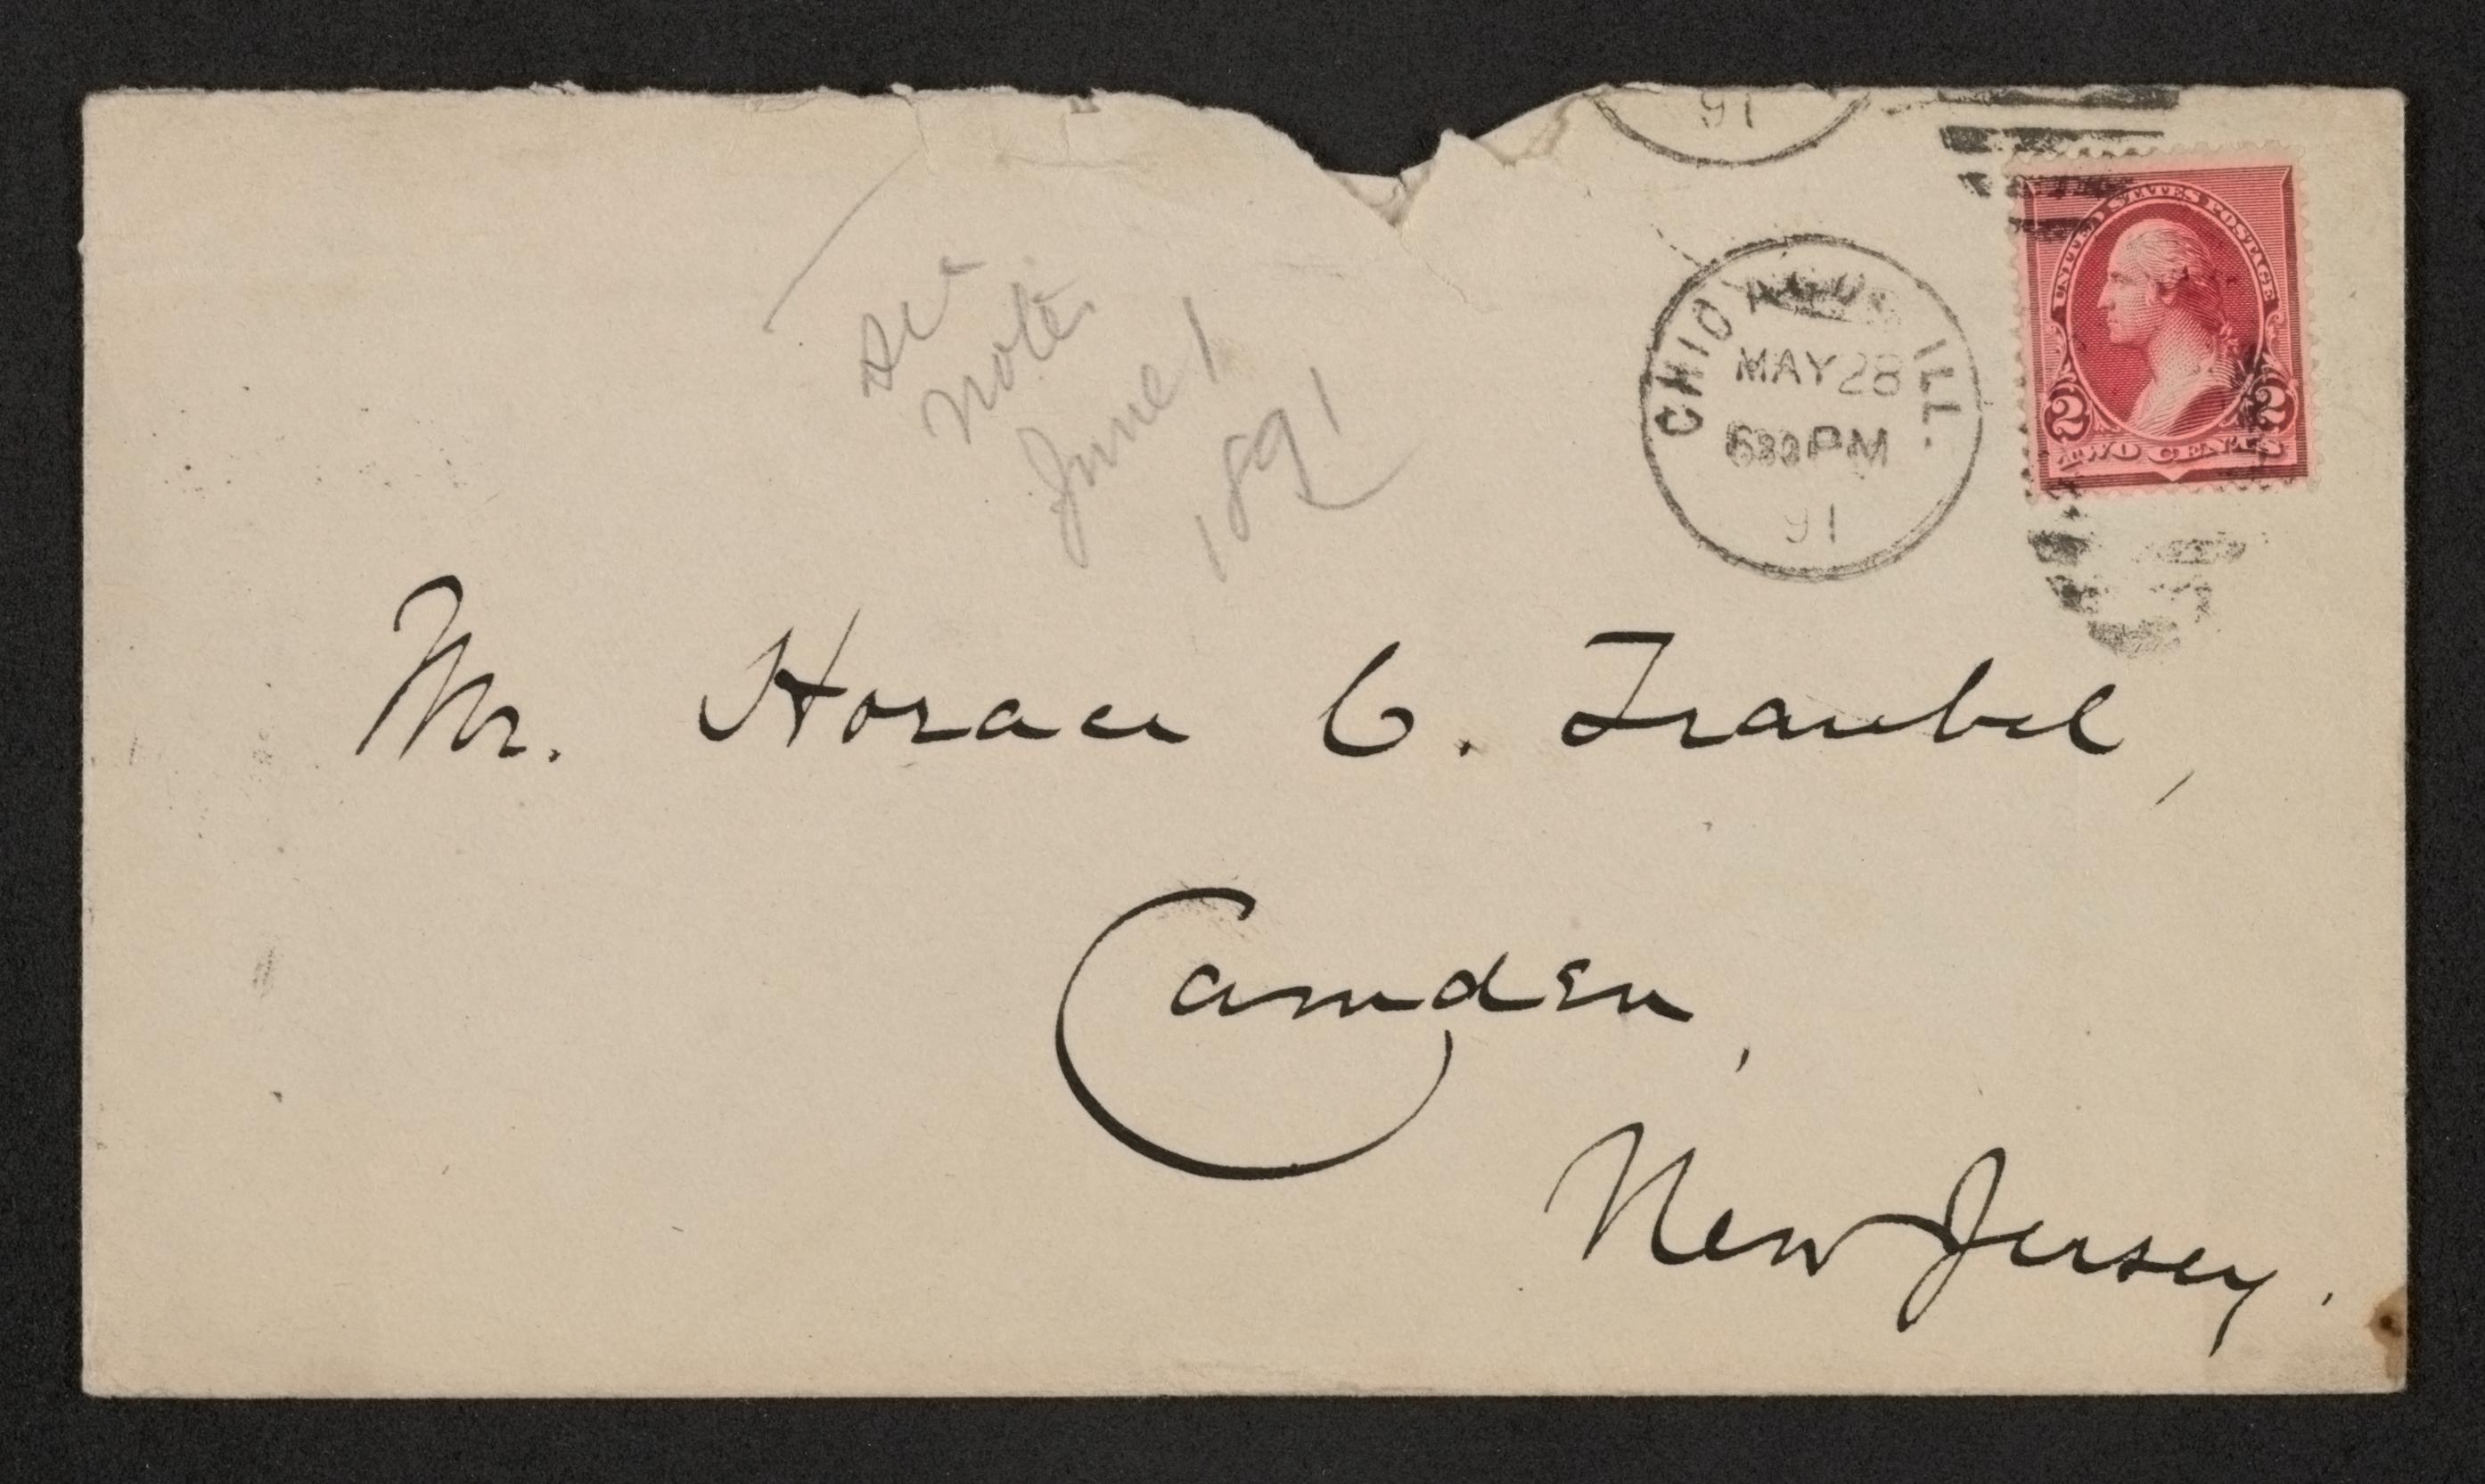 91
UNITED STATES POSTAGE
2 2
TWO CENTS
CHICAGO, ILL.
MAY 28
630 PM
91
see
note
June 1
1891
Mr. Horace L. Traubel,
Camden,
New Jersey.